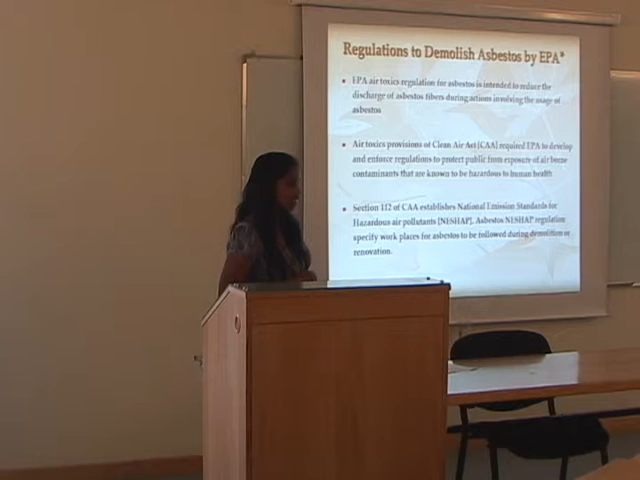 Regulations to Demolish Asbestos by EPA*
EPA air toxics regulation for asbestos is intended to reduce the
discharge of asbestos fibers during actions involving the usage of
asbestos
Air toxics provisions of Clean Air Act [CAA] required EPA to develop
and enforce regulations to protect public from exposure of air borne
contaminants that are known to be hazardous to human health
Section 112 of CAA establishes National Emission Standards for
Hazardous air pollutants [NESHAP]. Asbestos NESHAP regulation
specify work places for asbestos to be followed during demolition or
renovation.